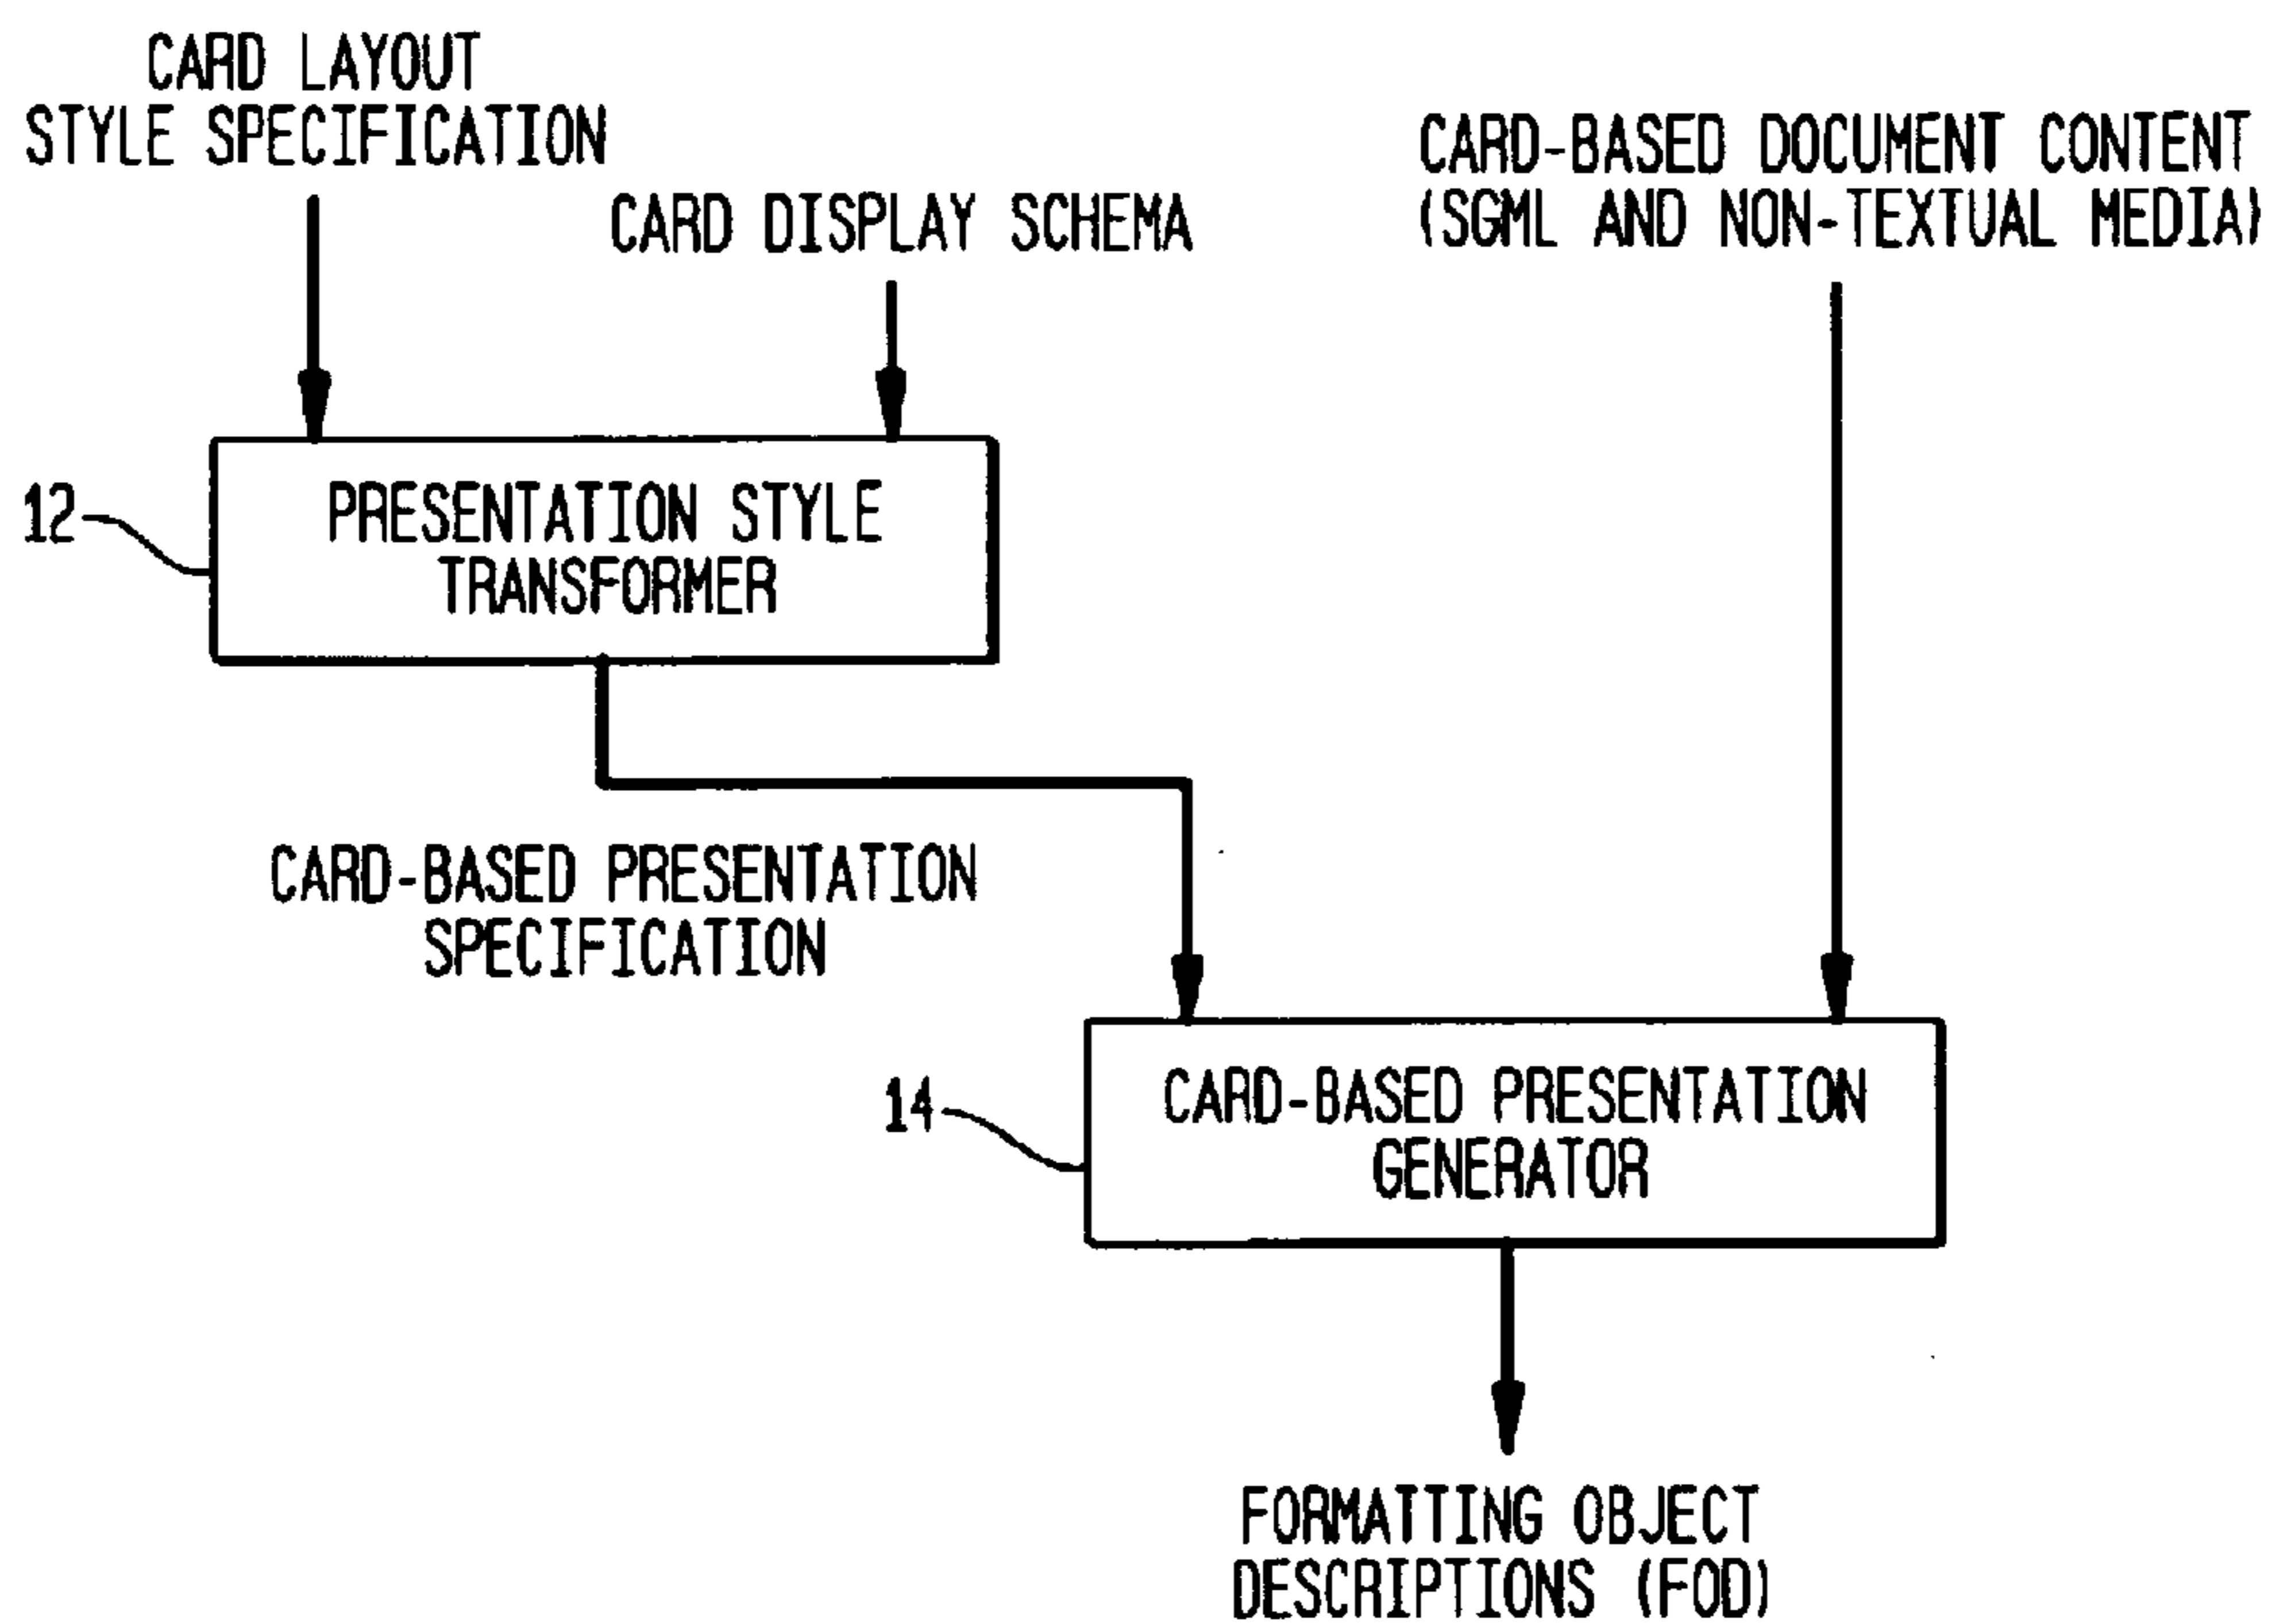 CARD LAYOUT
STYLE SPECIFICATION
CARD DISPLAY SCHEMA
CARD-BASED DOCUMENT CONTENT
(SGML AND NON-TEXTUAL MEDIA)
12
PRESENTATION STYLE
TRANSFORMER
CARD-BASED PRESENTATION
SPECIFICATION
14
CARD-BASED PRESENTATION
GENERATOR
FORMATTING OBJECT
DESCRIPTIONS (FOD)